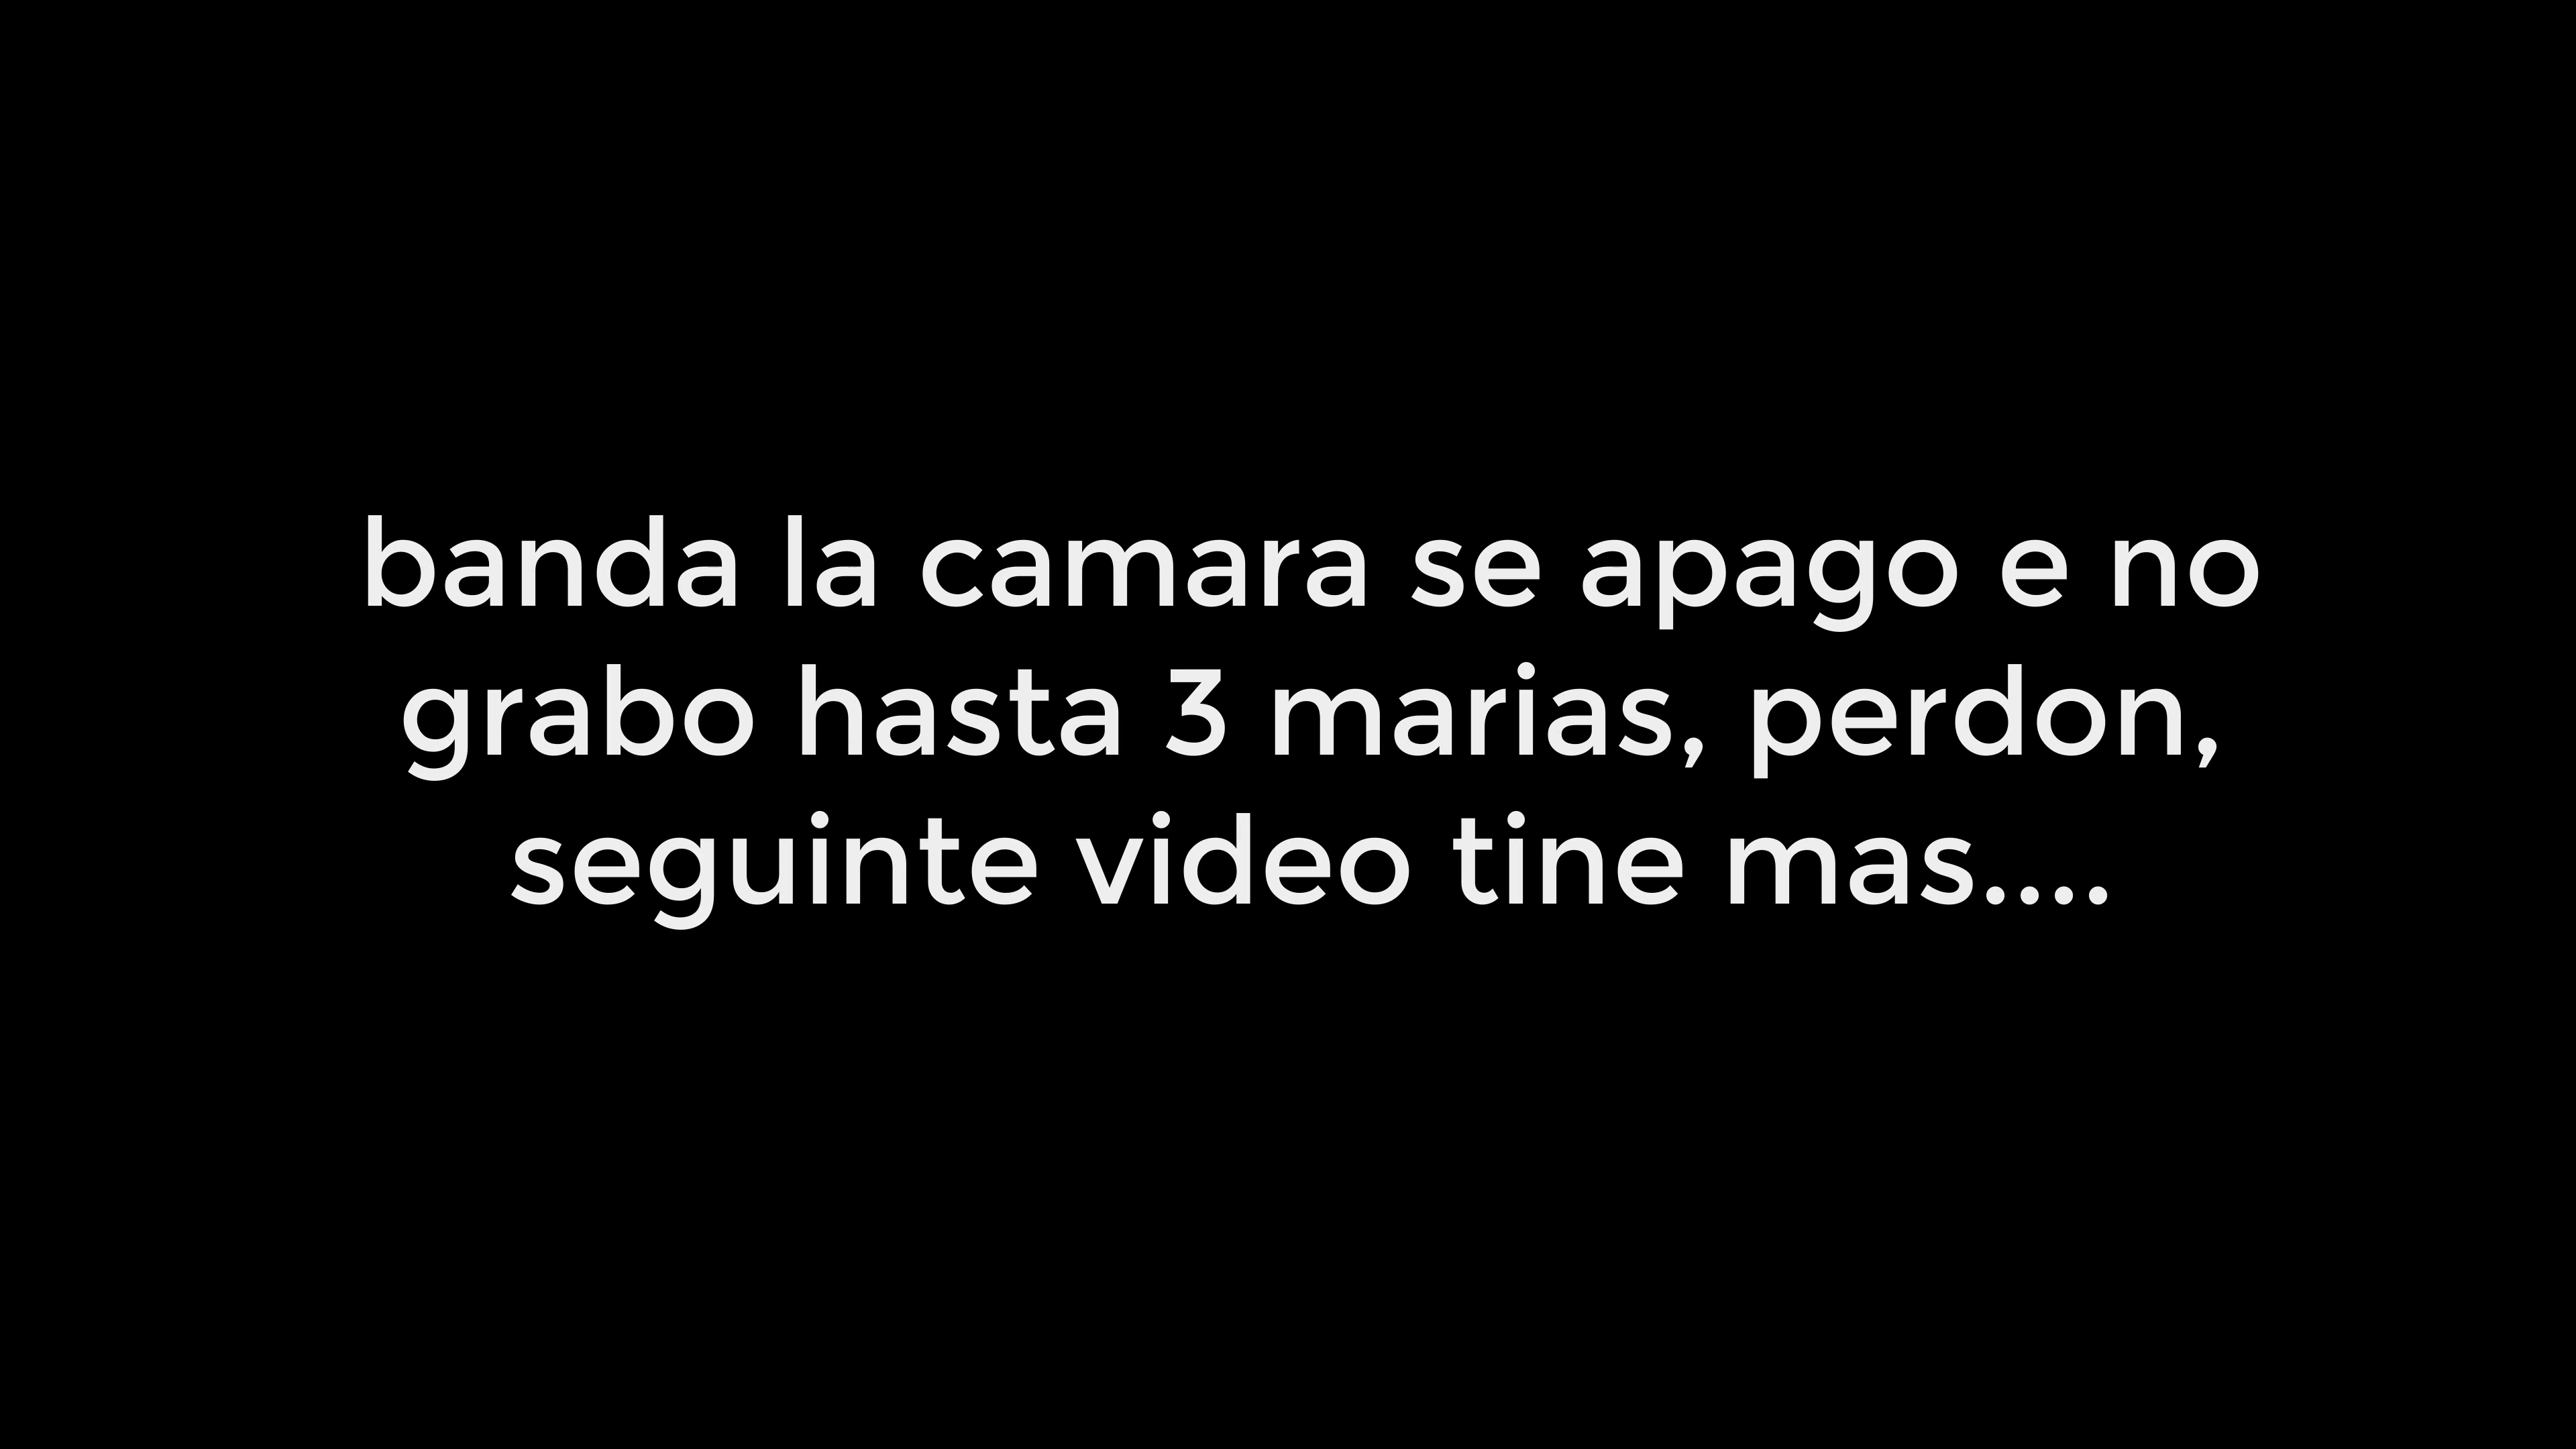 banda la camara se apago e no
grabo hasta 3 marias, perdon,
seguinte video tine mas....